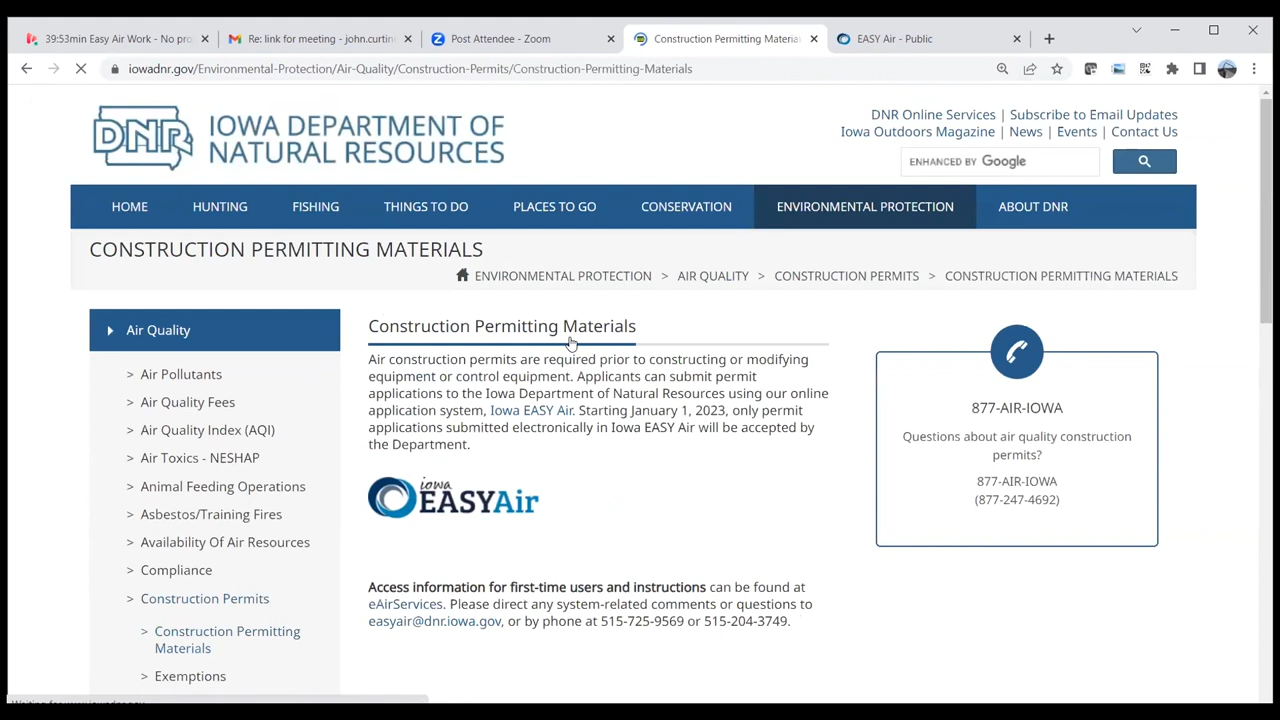 39:53min Easy Air Work - No pro
Re: link for meeting - john.curtin
Post Attendee - Zoom
Construction Permitting Materia
EASY Air - Public
iowadnr.gov/Environmental-Protection/Air-Quality/Construction-Permits/Construction-Permitting-Materials
DNR
IOWA DEPARTMENT OF
NATURAL RESOURCES
DNR Online Services | Subscribe to Email Updates
Iowa Outdoors Magazine | News | Events | Contact Us
ENHANCED BY Google
HOME HUNTING FISHING THINGS TO DO PLACES TO GO CONSERVATION ENVIRONMENTAL PROTECTION ABOUT DNR
CONSTRUCTION PERMITTING MATERIALS
ENVIRONMENTAL PROTECTION > AIR QUALITY > CONSTRUCTION PERMITS > CONSTRUCTION PERMITTING MATERIALS
Air Quality
> Air Pollutants
> Air Quality Fees
> Air Quality Index (AQI)
> Air Toxics - NESHAP
> Animal Feeding Operations
> Asbestos/Training Fires
> Availability Of Air Resources
> Compliance
> Construction Permits
> Construction Permitting
Materials
> Exemptions
Construction Permitting Materials
Air construction permits are required prior to constructing or modifying
equipment or control equipment. Applicants can submit permit
applications to the Iowa Department of Natural Resources using our online
application system, Iowa EASY Air. Starting January 1, 2023, only permit
applications submitted electronically in Iowa EASY Air will be accepted by
the Department.
iowa
EASYAir
Access information for first-time users and instructions can be found at
eAirServices. Please direct any system-related comments or questions to
easyair@dnr.iowa.gov, or by phone at 515-725-9569 or 515-204-3749.
877-AIR-IOWA
Questions about air quality construction
permits?
877-AIR-IOWA
(877-247-4692)